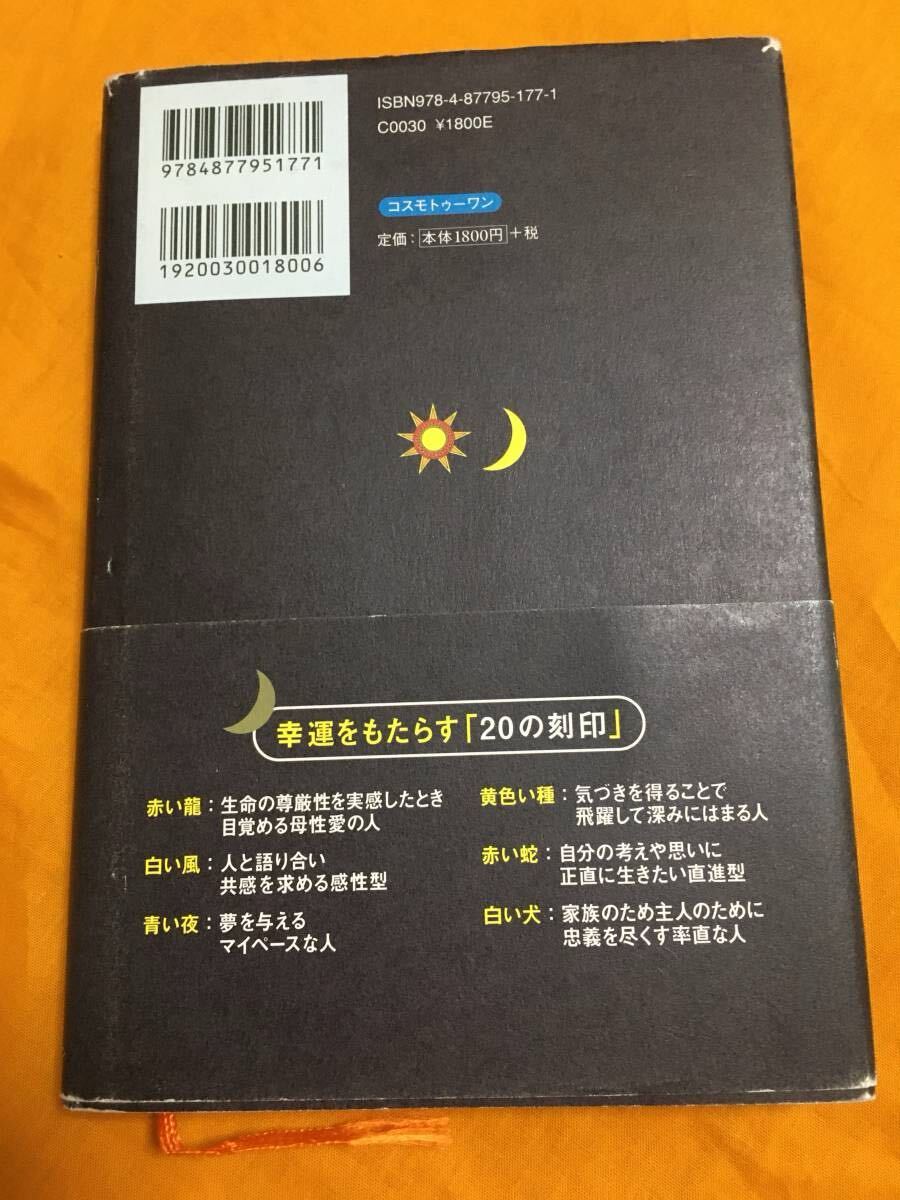 ISBN978-4-87795-177-1
C0030 ¥1800E
9784877951771
1920030018006
コスモトゥーワン
定価：本体1800円+税
幸運をもたらす「20の刻印」
赤い龍：生命の尊厳性を実感したとき
目覚める母性愛の人
白い風：人と語り合い
共感を求める感性型
青い夜：夢を与える
マイペースな人
黄色い種：気づきを得ることで
飛躍して深みにはまる人
赤い蛇：自分の考えや思いに
正直に生きたい直進型
白い犬：家族のため主人のために
忠義を尽くす率直な人